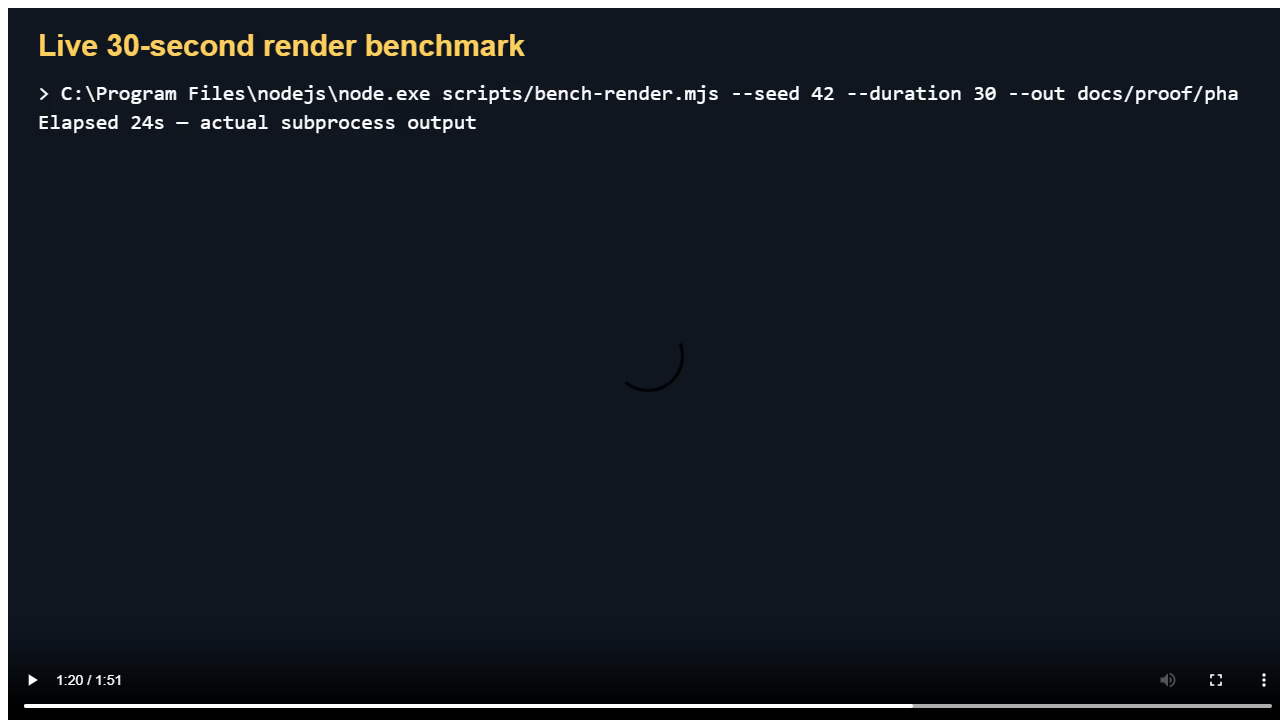 Live 30-second render benchmark
> C:\Program Files\nodejs\node.exe scripts/bench-render.mjs --seed 42 --duration 30 --out docs/proof/pha
Elapsed 24s — actual subprocess output
1:20 / 1:51